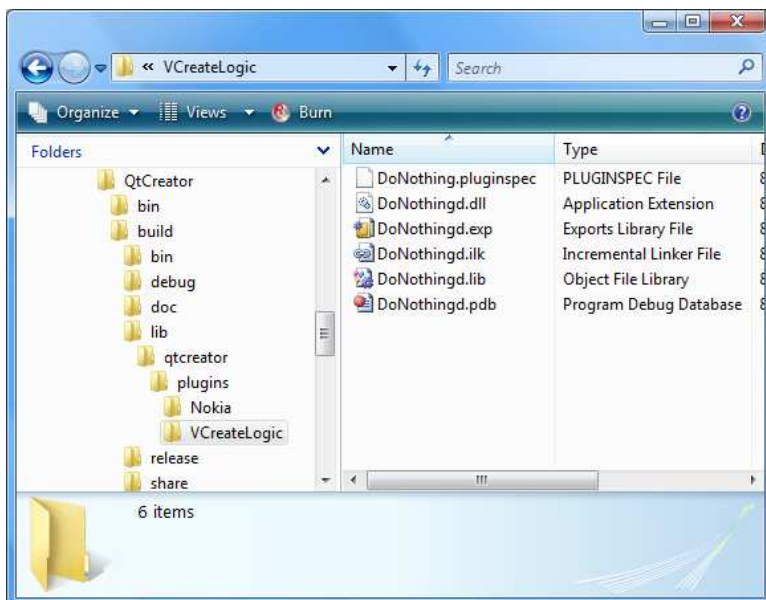 « VCreateLogic Search
Organize Views Burn
Folders Name Type
QtCreator DoNothing.pluginspec PLUGINSPEC File
bin DoNothingd.dll Application Extension
build DoNothingd.exp Exports Library File
bin DoNothingd.ilk Incremental Linker File
debug DoNothingd.lib Object File Library
doc DoNothingd.pdb Program Debug Database
lib
qtcreator
plugins
Nokia
VCreateLogic
release
share
6 items